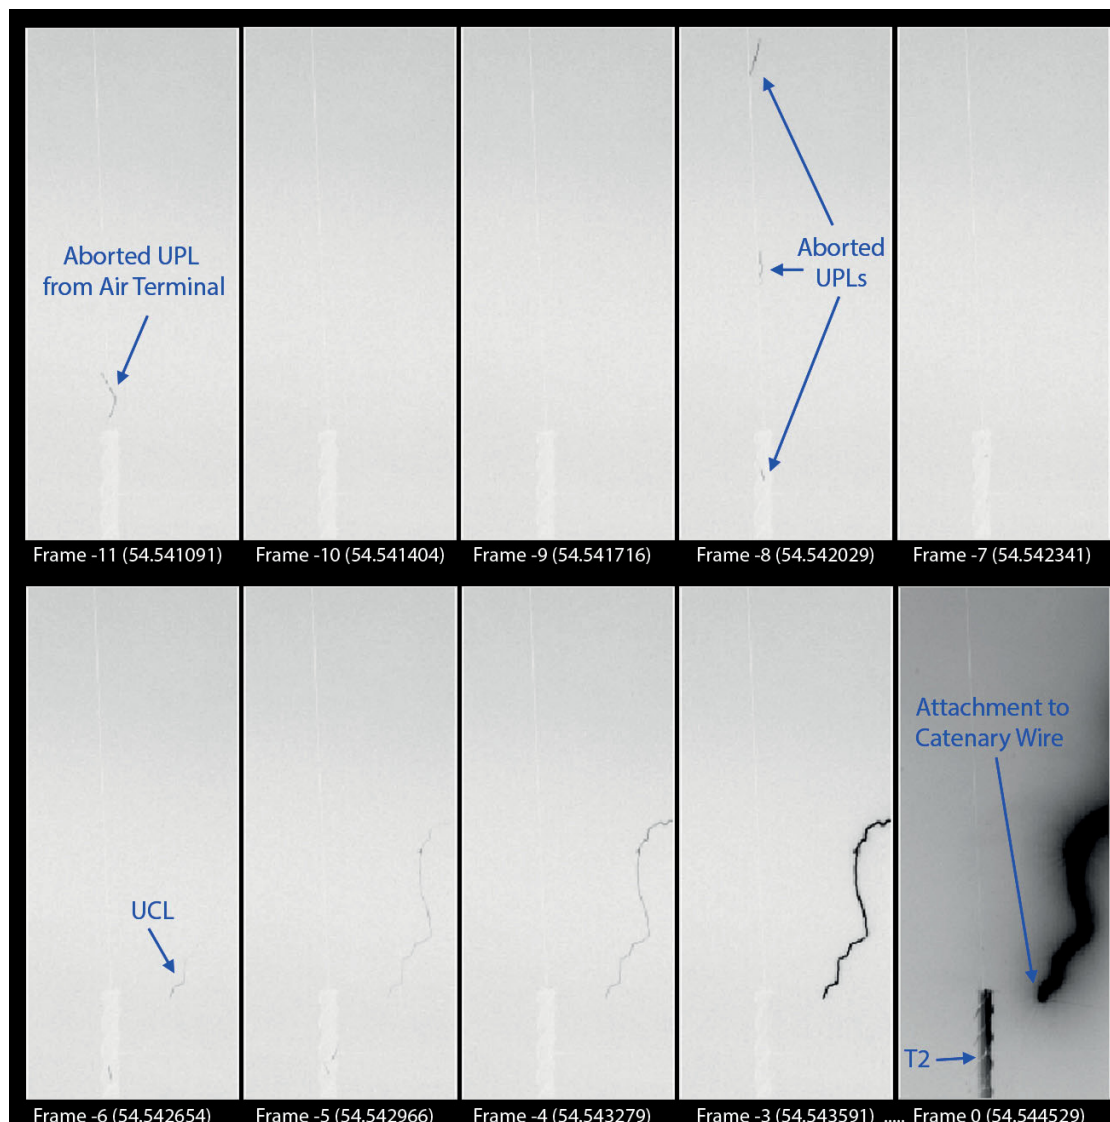 Aborted UPL
from Air Terminal
Aborted
UPLs
Frame -11 (54.541091)
Frame -10 (54.541404)
Frame -9 (54.541716)
Frame -8 (54.542029)
Frame -7 (54.542341)
UCL
Attachment to
Catenary Wire
T2
Frame -6 (54.542654)
Frame -5 (54.542966)
Frame -4 (54.543279)
Frame -3 (54.543591) ..... Frame 0 (54.544529)